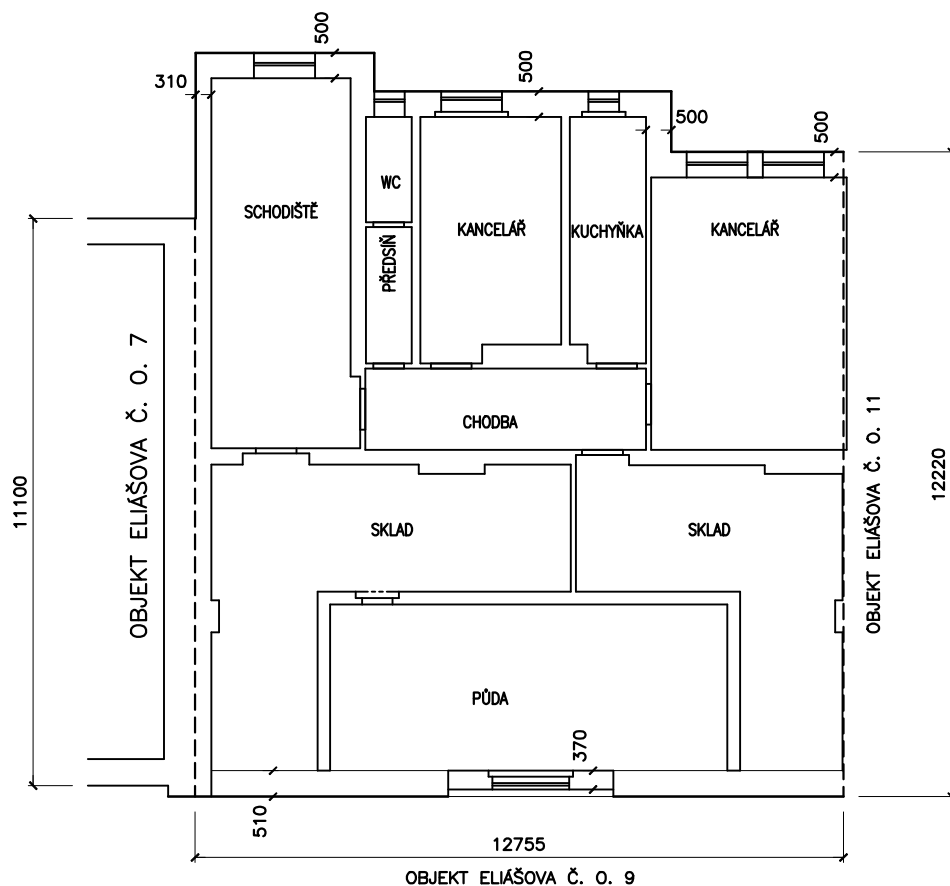 500
310
500
500
500
WC
SCHODIŠTĚ
KANCELÁŘ
KUCHYŇKA
KANCELÁŘ
PŘEDSÍŇ
OBJEKT ELIÁŠOVA Č. O. 7
CHODBA
OBJEKT ELIÁŠOVA Č. O. 11
11100
12220
SKLAD
SKLAD
PŮDA
370
510
12755
OBJEKT ELIÁŠOVA Č. O. 9